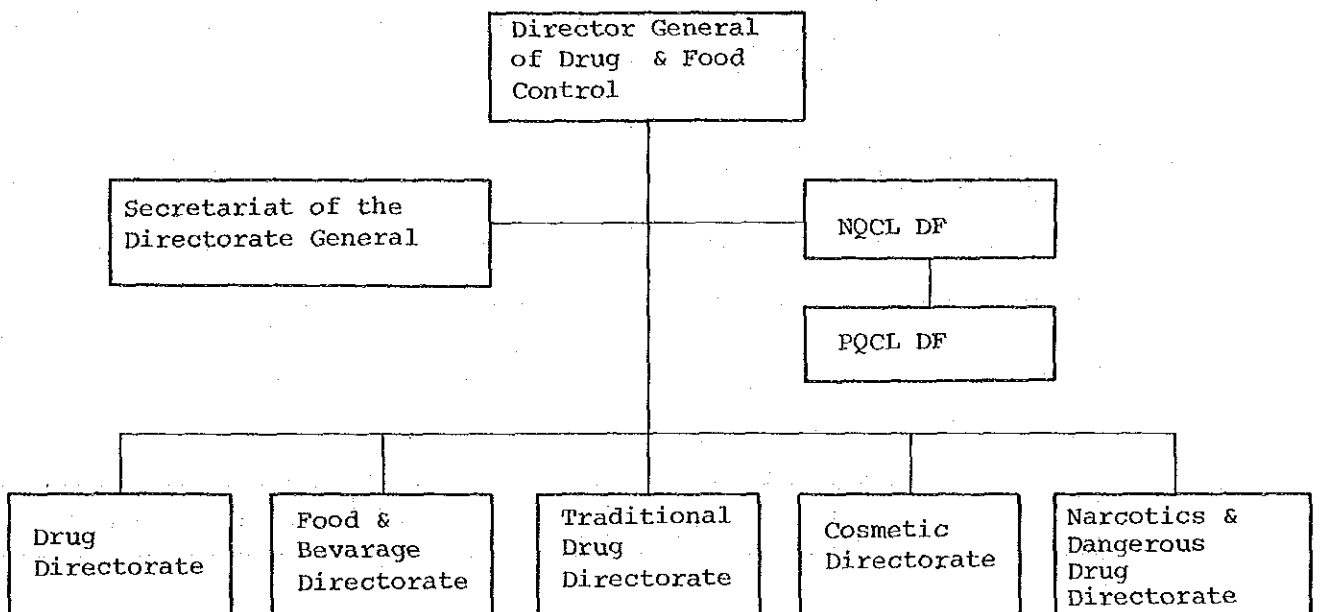 Director General
of Drug & Food
Control
Secretariat of the
Directorate General
NQCL DF
PQCL DF
Drug
Directorate
Food &
Bevarage
Directorate
Traditional
Drug
Directorate
Cosmetic
Directorate
Narcotics &
Dangerous
Drug
Directorate